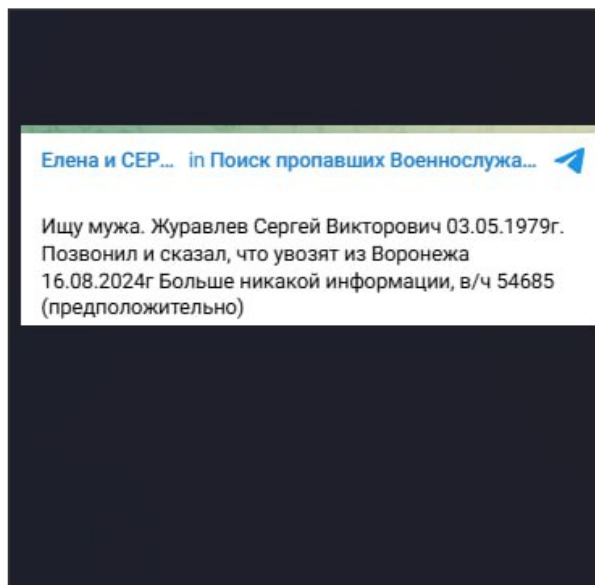 Елена и СЕР... in Поиск пропавших Военнослужа...
Ищу мужа. Журавлев Сергей Викторович 03.05.1979г.
Позвонил и сказал, что увозят из Воронежа
16.08.2024г Больше никакой информации, в/ч 54685
(предположительно)